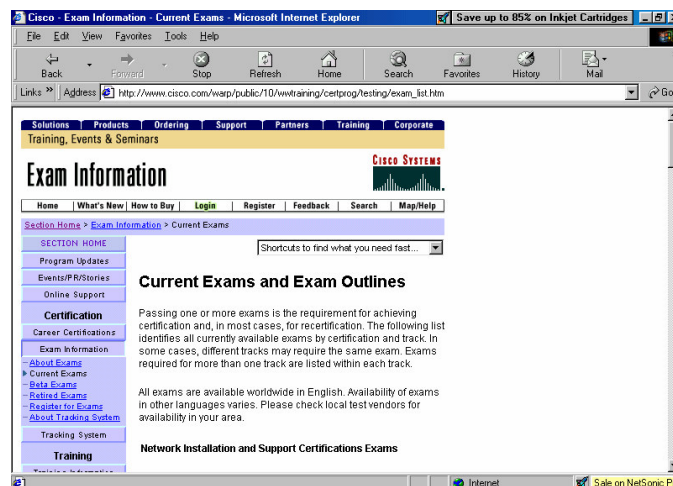 Cisco - Exam Information - Current Exams - Microsoft Internet Explorer
Save up to 85% on Inkjet Cartridges
File Edit View Favorites Tools Help
Back Forward Stop Refresh Home Search Favorites History Mail
Links » Address http://www.cisco.com/warp/public/10/wwtraining/certprog/testing/exam_list.htm Go
Solutions Products Ordering Support Partners Training Corporate
Training, Events & Seminars
Exam Information
CISCO SYSTEMS
Home What's New How to Buy Login Register Feedback Search Map/Help
Section Home > Exam Information > Current Exams
SECTION HOME
Program Updates
Events/PR/Stories
Online Support
Certification
Career Certifications
Exam Information
About Exams
Current Exams
Beta Exams
Retired Exams
Register for Exams
About Tracking System
Tracking System
Training
Shortcuts to find what you need fast...
Current Exams and Exam Outlines
Passing one or more exams is the requirement for achieving
certification and, in most cases, for recertification. The following list
identifies all currently available exams by certification and track. In
some cases, different tracks may require the same exam. Exams
required for more than one track are listed within each track.
All exams are available worldwide in English. Availability of exams
in other languages varies. Please check local test vendors for
availability in your area.
Network Installation and Support Certifications Exams
Internet
Sale on NetSonic P